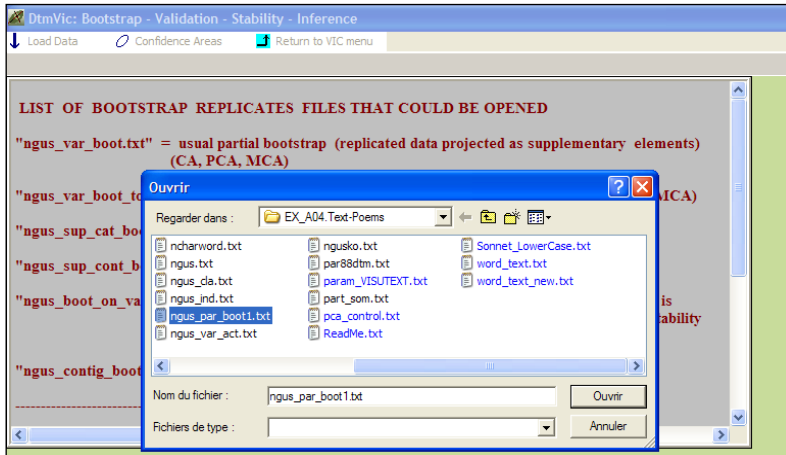 DtmVic: Bootstrap - Validation - Stability - Inference
Load Data Confidence Areas Return to VIC menu
LIST OF BOOTSTRAP REPLICATES FILES THAT COULD BE OPENED
"ngus_var_boot.txt" = usual partial bootstrap (replicated data projected as supplementary elements)
(CA, PCA, MCA)
"ngus_var_boot_to MCA)
"ngus_sup_cat_boo
"ngus_sup_cont_b
"ngus_boot_on_va is
tability
"ngus_contig_boot
Ouvrir
Regarder dans : EX_A04.Text-Poems
ncharword.txt ngusko.txt Sonnet_LowerCase.txt
ngus.txt par88dtm.txt word_text.txt
ngus_cla.txt param_VISUTEXT.txt word_text_new.txt
ngus_ind.txt part_som.txt
ngus_par_boot1.txt pca_control.txt
ngus_var_act.txt ReadMe.txt
Nom du fichier : ngus_par_boot1.txt Ouvrir
Fichiers de type : Annuler